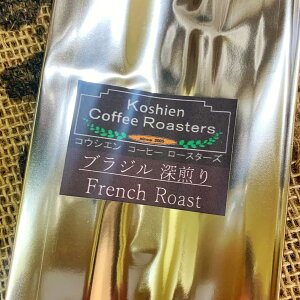 Koshien
Coffee Roasters
Since 2005
コウシエン コーヒー ロースターズ
ブラジル 深煎り
French Roast